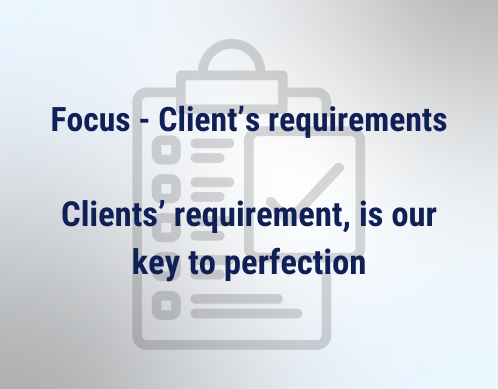 Focus - Client’s requirements
Clients’ requirement, is our
key to perfection